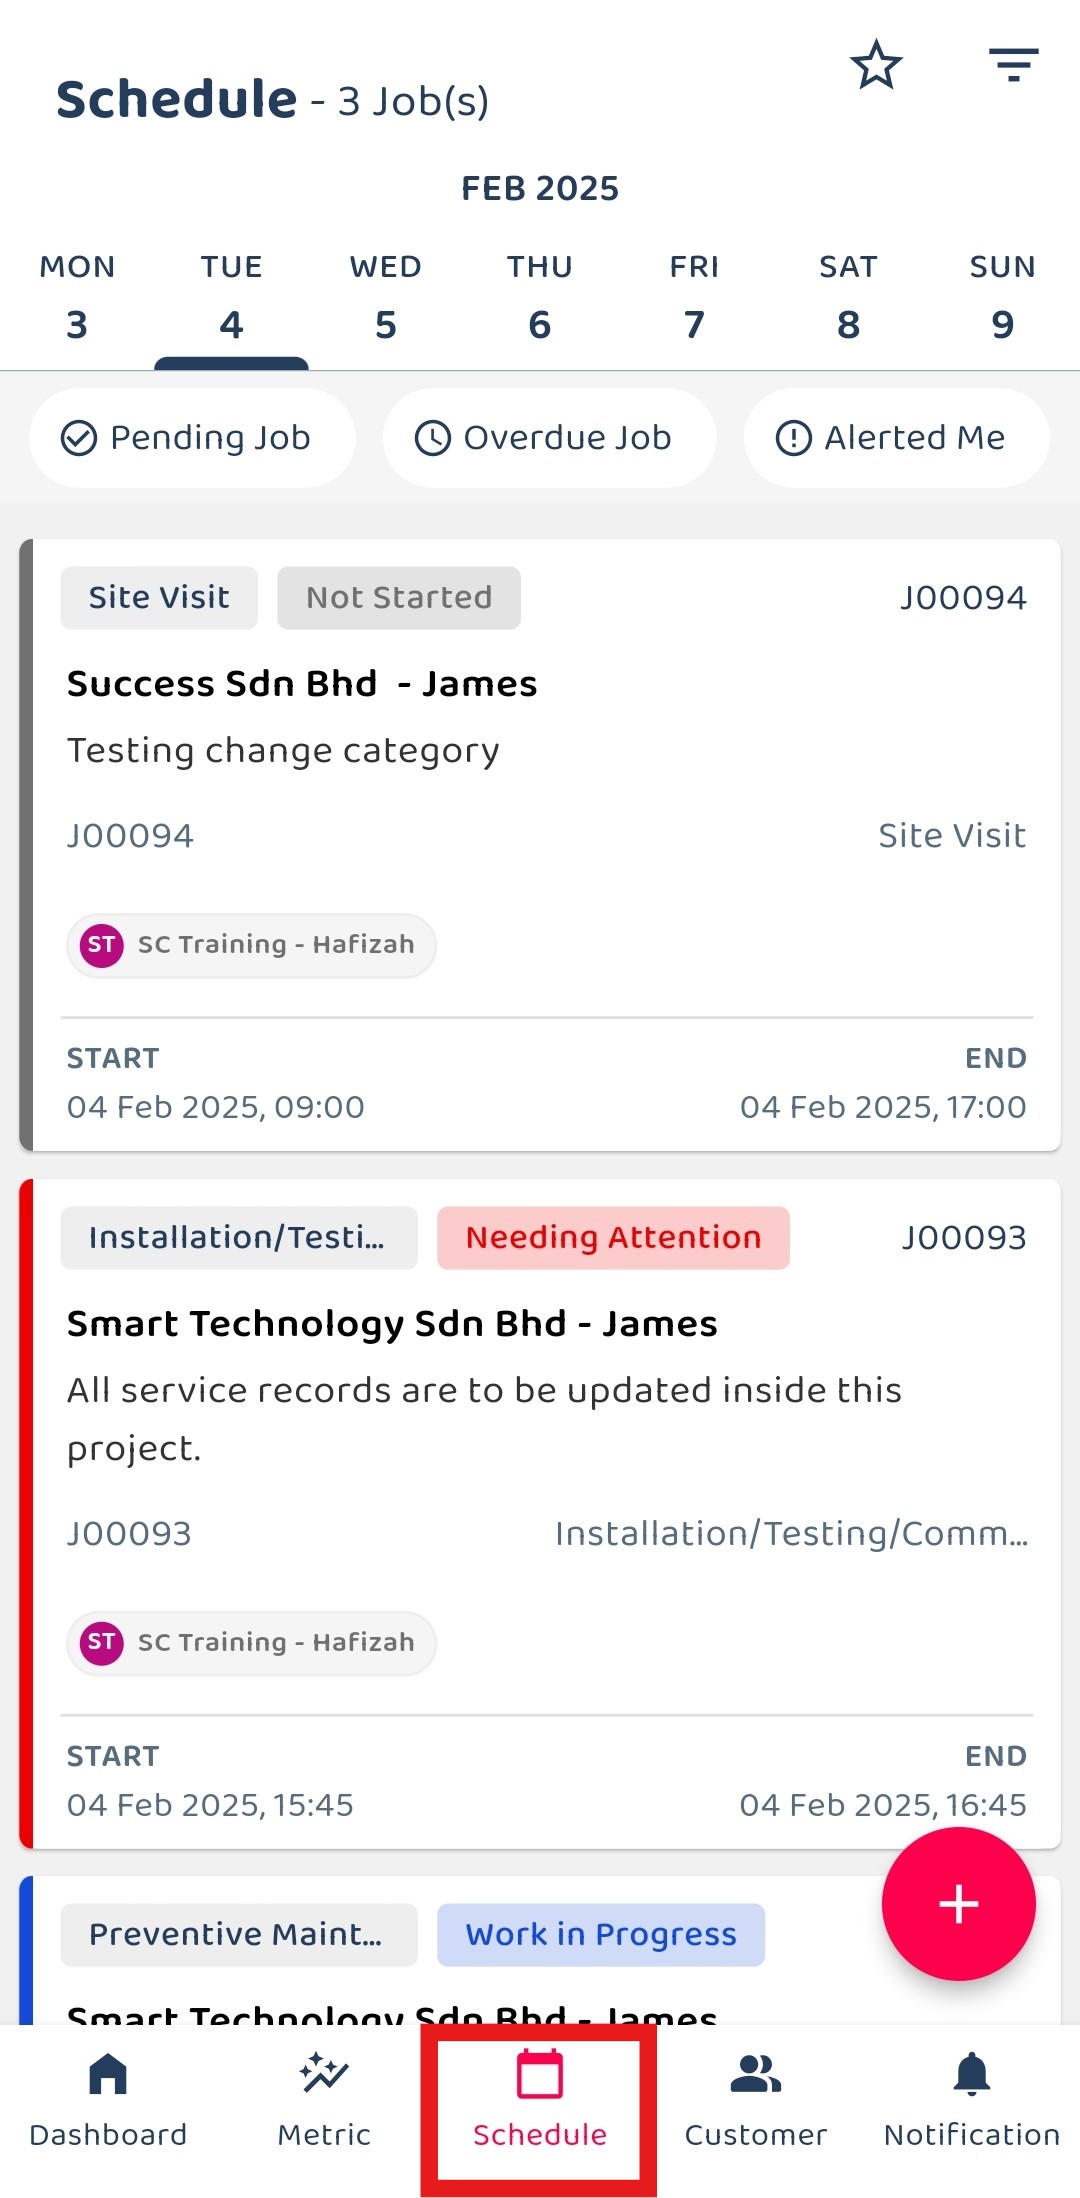 Schedule - 3 Job(s)
FEB 2025
MON TUE WED THU FRI SAT SUN
3 4 5 6 7 8 9
Pending Job Overdue Job Alerted Me
Site Visit Not Started J00094
Success Sdn Bhd - James
Testing change category
J00094 Site Visit
ST SC Training - Hafizah
START END
04 Feb 2025, 09:00 04 Feb 2025, 17:00
Installation/Testi... Needing Attention J00093
Smart Technology Sdn Bhd - James
All service records are to be updated inside this
project.
J00093 Installation/Testing/Comm...
ST SC Training - Hafizah
START END
04 Feb 2025, 15:45 04 Feb 2025, 16:45
+
Preventive Maint... Work in Progress
Smart Technology Sdn Bhd - James
Dashboard Metric Schedule Customer Notification